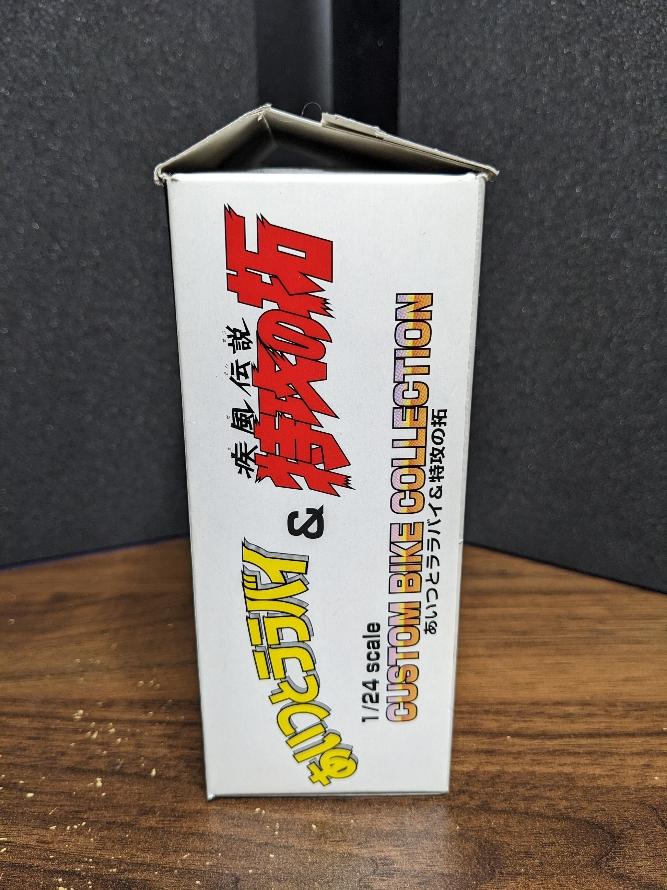 あいつとララバイ
&
疾風伝説
特攻の拓
1/24 scale
CUSTOM BIKE COLLECTION
あいつとララバイ&特攻の拓